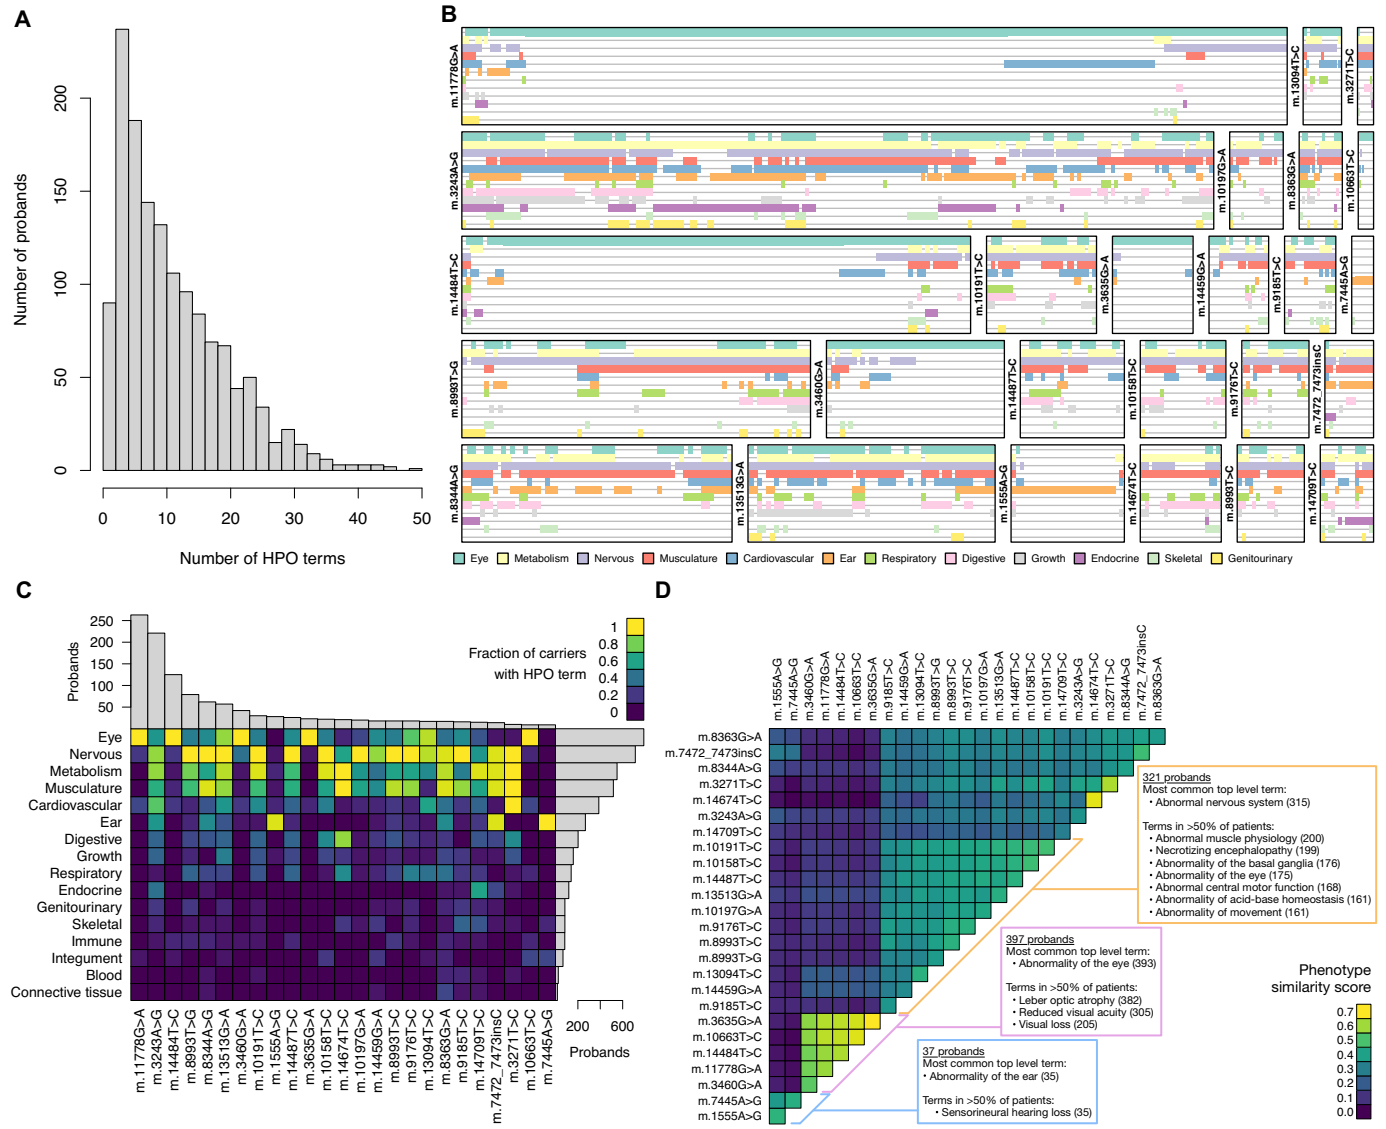 A
Number of probands
200
150
100
50
0
0
10
20
30
40
50
Number of HPO terms
B
m.11778G>A
m.13094T>C
m.3271T>C
m.3243A>G
m.10197G>A
m.8363G>A
m.10663T>C
m.14484T>C
m.10191T>C
m.3635G>A
m.14459G>A
m.9185T>C
m.7445A>G
m.8993T>G
m.3460G>A
m.14487T>C
m.10158T>C
m.9176T>C
m.7472_7473insC
m.8344A>G
m.13513G>A
m.1555A>G
m.14674T>C
m.8993T>C
m.14709T>C
Eye Metabolism Nervous Musculature Cardiovascular Ear Respiratory Digestive Growth Endocrine Skeletal Genitourinary
C
Probands
250
200
150
100
50
Fraction of carriers
with HPO term
1
0.8
0.6
0.4
0.2
0
Eye
Nervous
Metabolism
Musculature
Cardiovascular
Ear
Digestive
Growth
Respiratory
Endocrine
Genitourinary
Skeletal
Immune
Integument
Blood
Connective tissue
m.11778G>A
m.3243A>G
m.14484T>C
m.8993T>G
m.8344A>G
m.13513G>A
m.3460G>A
m.10191T>C
m.1555A>G
m.14487T>C
m.3635G>A
m.10158T>C
m.14674T>C
m.10197G>A
m.14459G>A
m.8993T>C
m.9176T>C
m.13094T>C
m.8363G>A
m.9185T>C
m.14709T>C
m.7472_7473insC
m.3271T>C
m.10663T>C
m.7445A>G
200 600
Probands
D
m.1555A>G
m.7445A>G
m.3460G>A
m.11778G>A
m.14484T>C
m.10663T>C
m.3635G>A
m.9185T>C
m.14459G>A
m.13094T>C
m.8993T>G
m.8993T>C
m.9176T>C
m.10197G>A
m.13513G>A
m.14487T>C
m.10158T>C
m.10191T>C
m.14709T>C
m.3243A>G
m.14674T>C
m.3271T>C
m.8344A>G
m.7472_7473insC
m.8363G>A
m.8363G>A
m.7472_7473insC
m.8344A>G
m.3271T>C
m.14674T>C
m.3243A>G
m.14709T>C
m.10191T>C
m.10158T>C
m.14487T>C
m.13513G>A
m.10197G>A
m.9176T>C
m.8993T>C
m.8993T>G
m.13094T>C
m.14459G>A
m.9185T>C
m.3635G>A
m.10663T>C
m.14484T>C
m.11778G>A
m.3460G>A
m.7445A>G
m.1555A>G
321 probands
Most common top level term:
• Abnormal nervous system (315)
Terms in >50% of patients:
• Abnormal muscle physiology (200)
• Necrotizing encephalopathy (199)
• Abnormality of the basal ganglia (176)
• Abnormality of the eye (175)
• Abnormal central motor function (168)
• Abnormality of acid-base homeostasis (161)
• Abnormality of movement (161)
397 probands
Most common top level term:
• Abnormality of the eye (393)
Terms in >50% of patients:
• Leber optic atrophy (382)
• Reduced visual acuity (305)
• Visual loss (205)
37 probands
Most common top level term:
• Abnormality of the ear (35)
Terms in >50% of patients:
• Sensorineural hearing loss (35)
Phenotype
similarity score
0.7
0.6
0.5
0.4
0.3
0.2
0.1
0.0